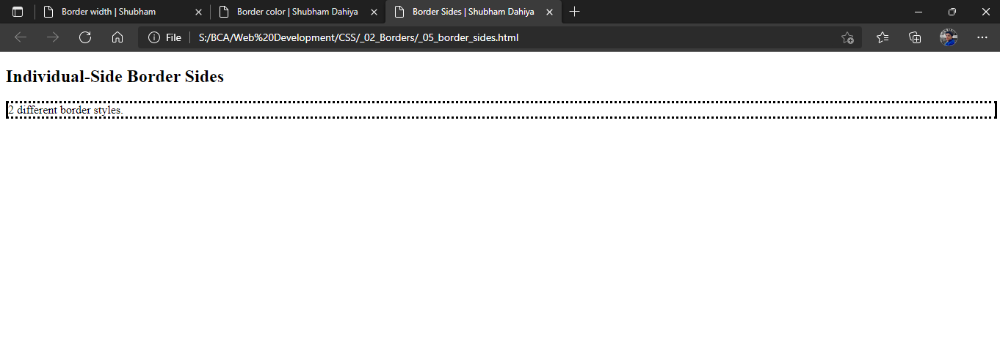 Border width | Shubham
Border color | Shubham Dahiya
Border Sides | Shubham Dahiya
File
S:/BCA/Web%20Development/CSS/_02_Borders/_05_border_sides.html
Individual-Side Border Sides
2 different border styles.